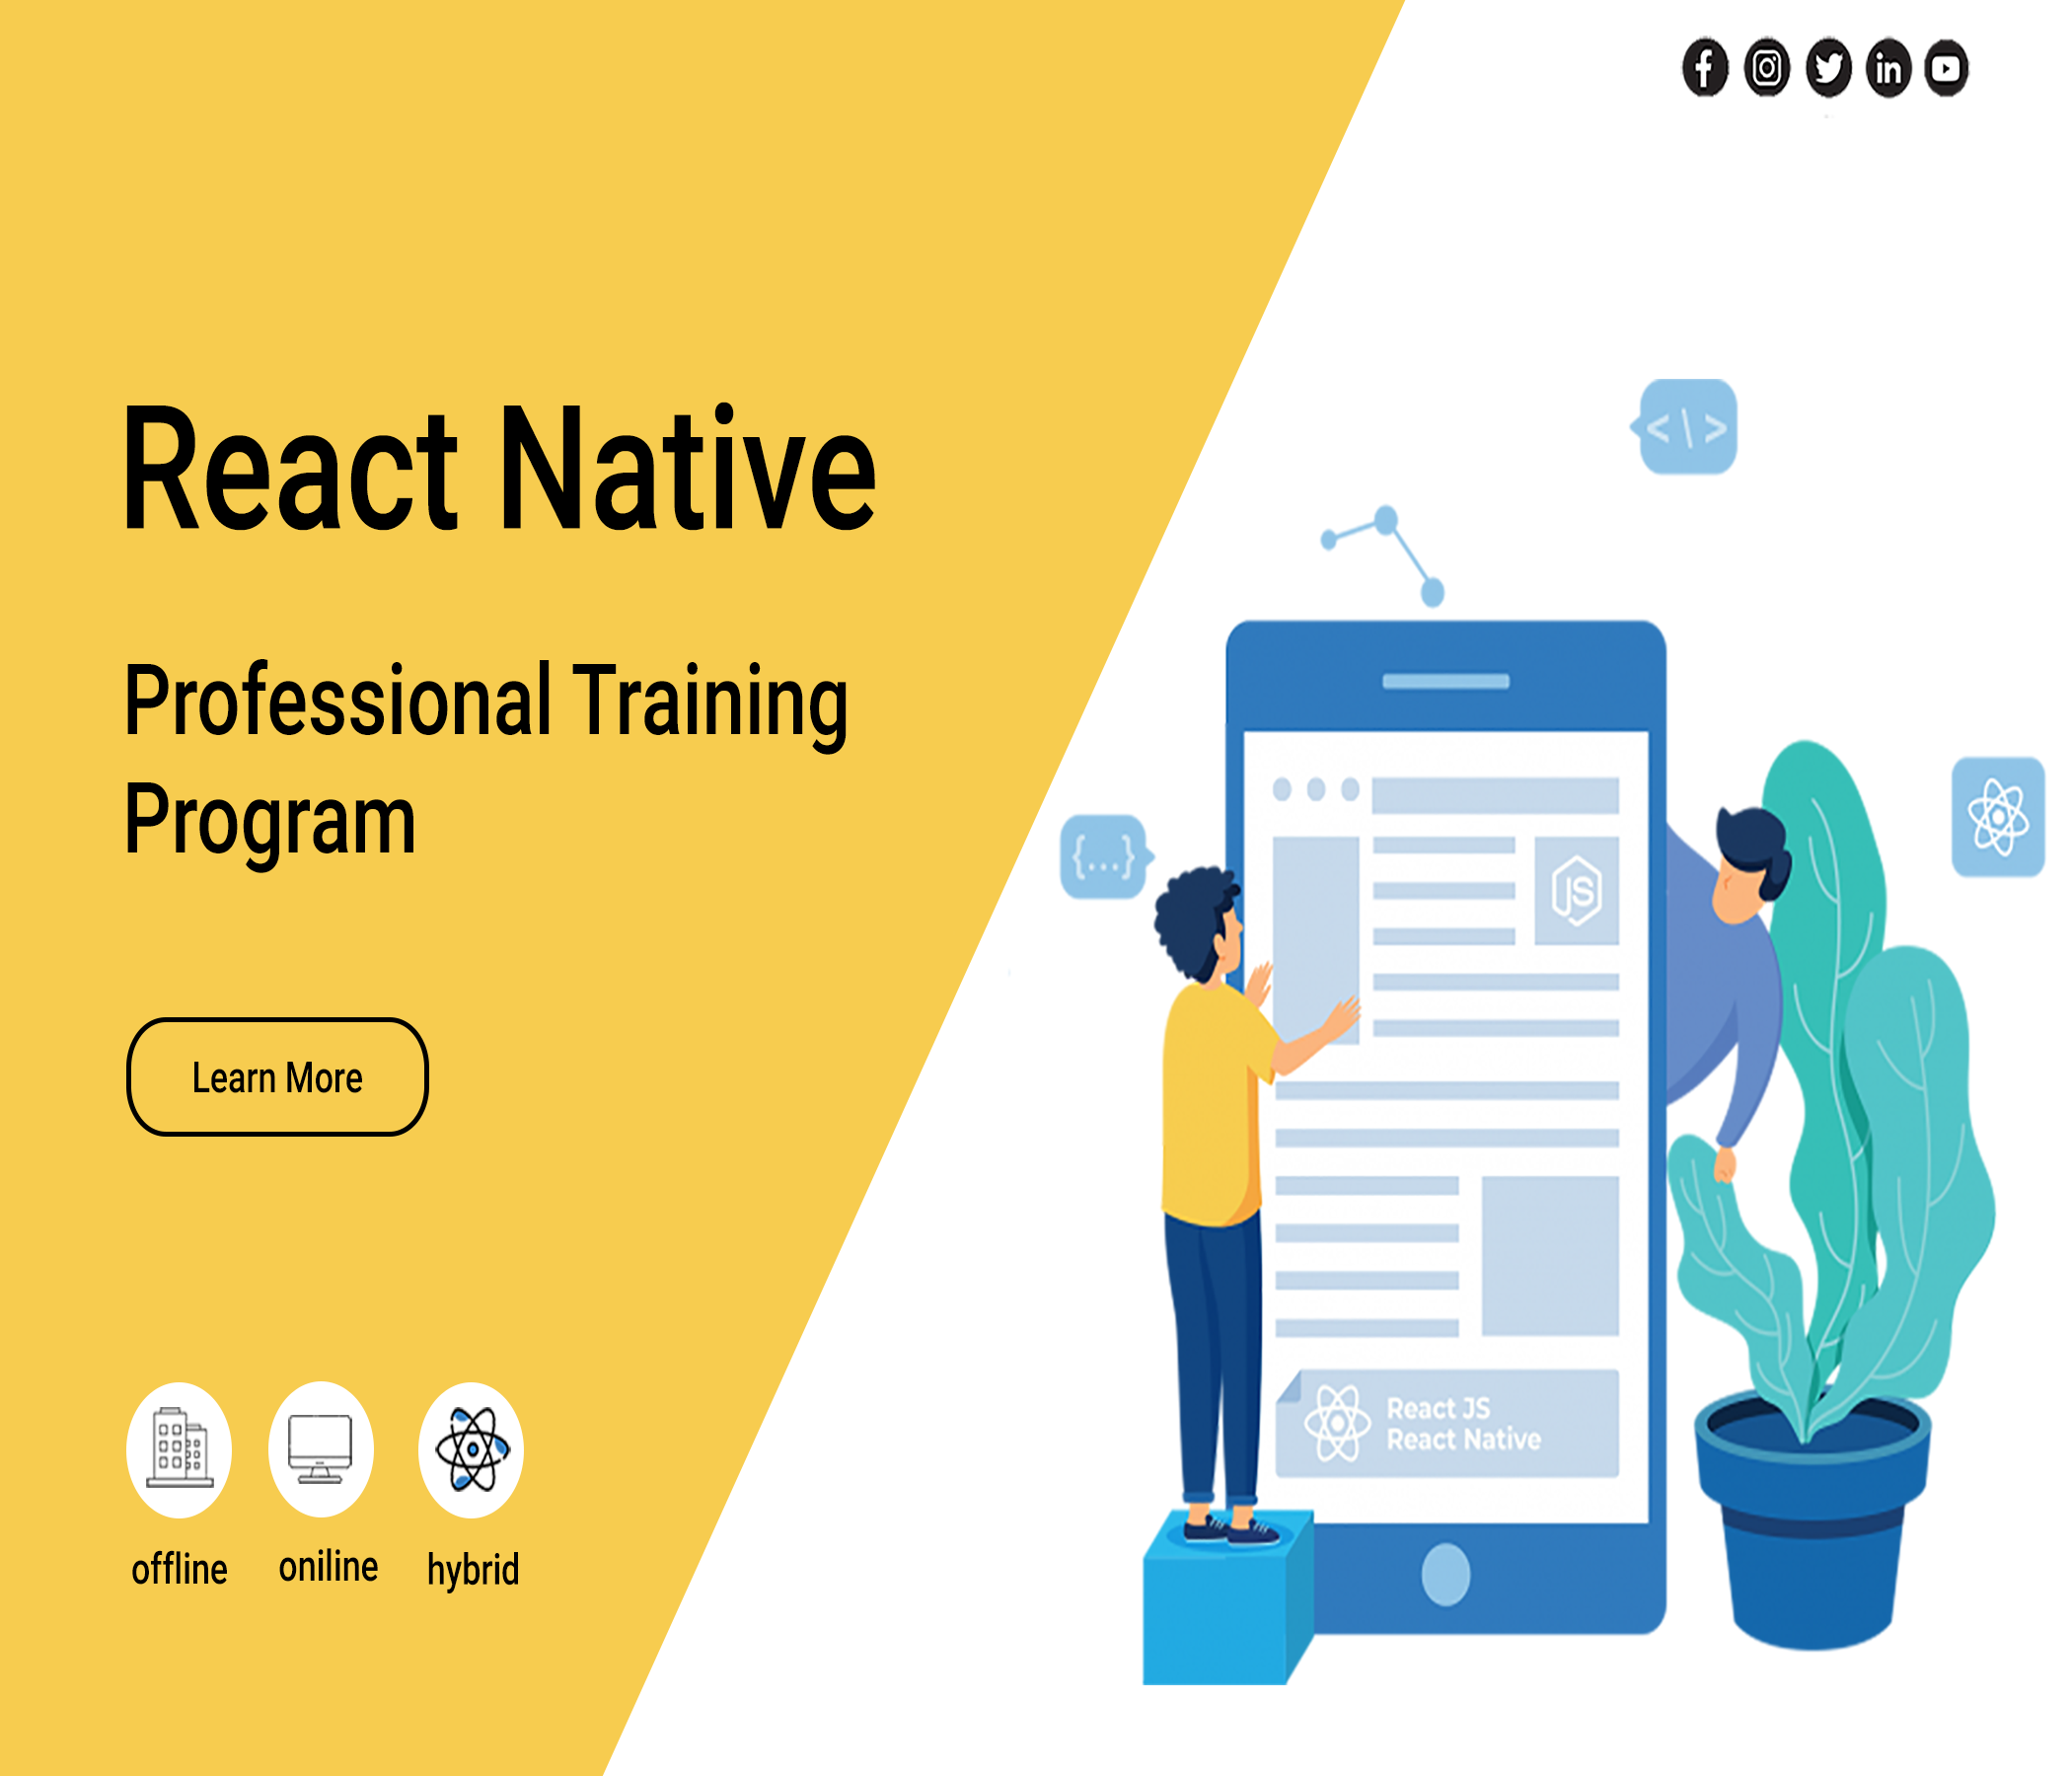 React Native
Professional Training
Program
Learn More
offline
oniline
hybrid
<\>
{...}
JS
React JS
React Native